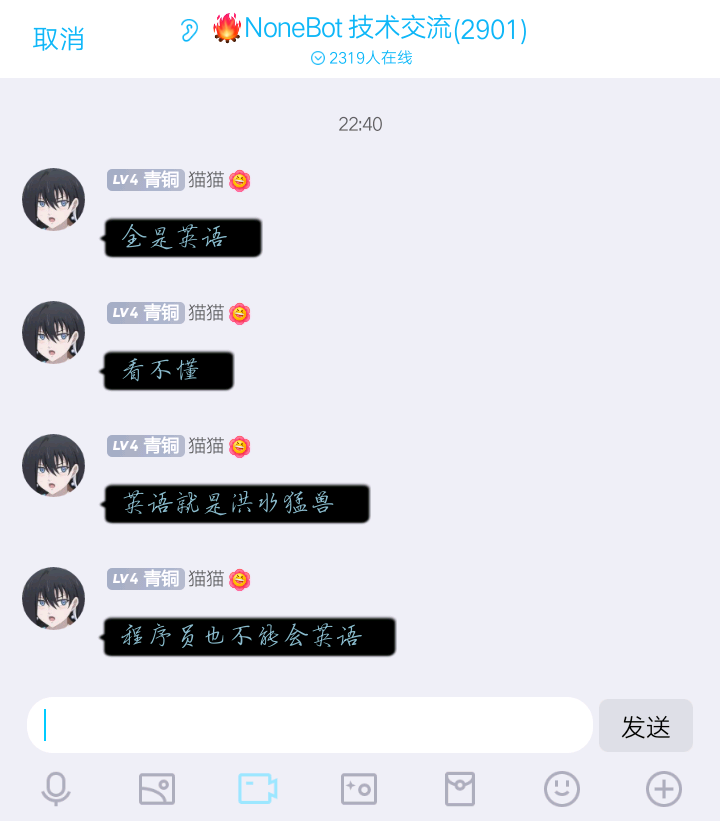 取消
NoneBot 技术交流(2901)
2319人在线
22:40
LV4 青铜 猫猫
全是英语
LV4 青铜 猫猫
看不懂
LV4 青铜 猫猫
英语就是洪水猛兽
LV4 青铜 猫猫
程序员也不能会英语
发送